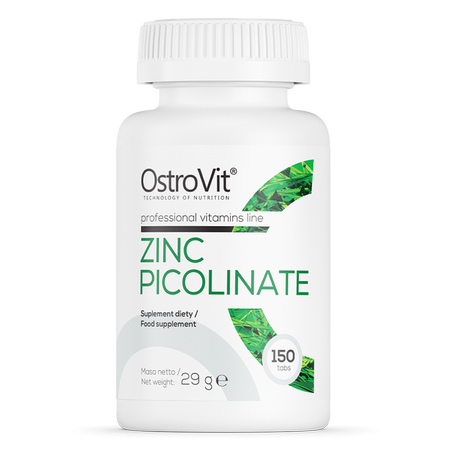 OstroVit®
TECHNOLOGY OF NUTRITION
professional vitamins line
ZINC
PICOLINATE
Suplement diety /
Food supplement
150
tabs
Masa netto /
Net weight: 29 g ℮